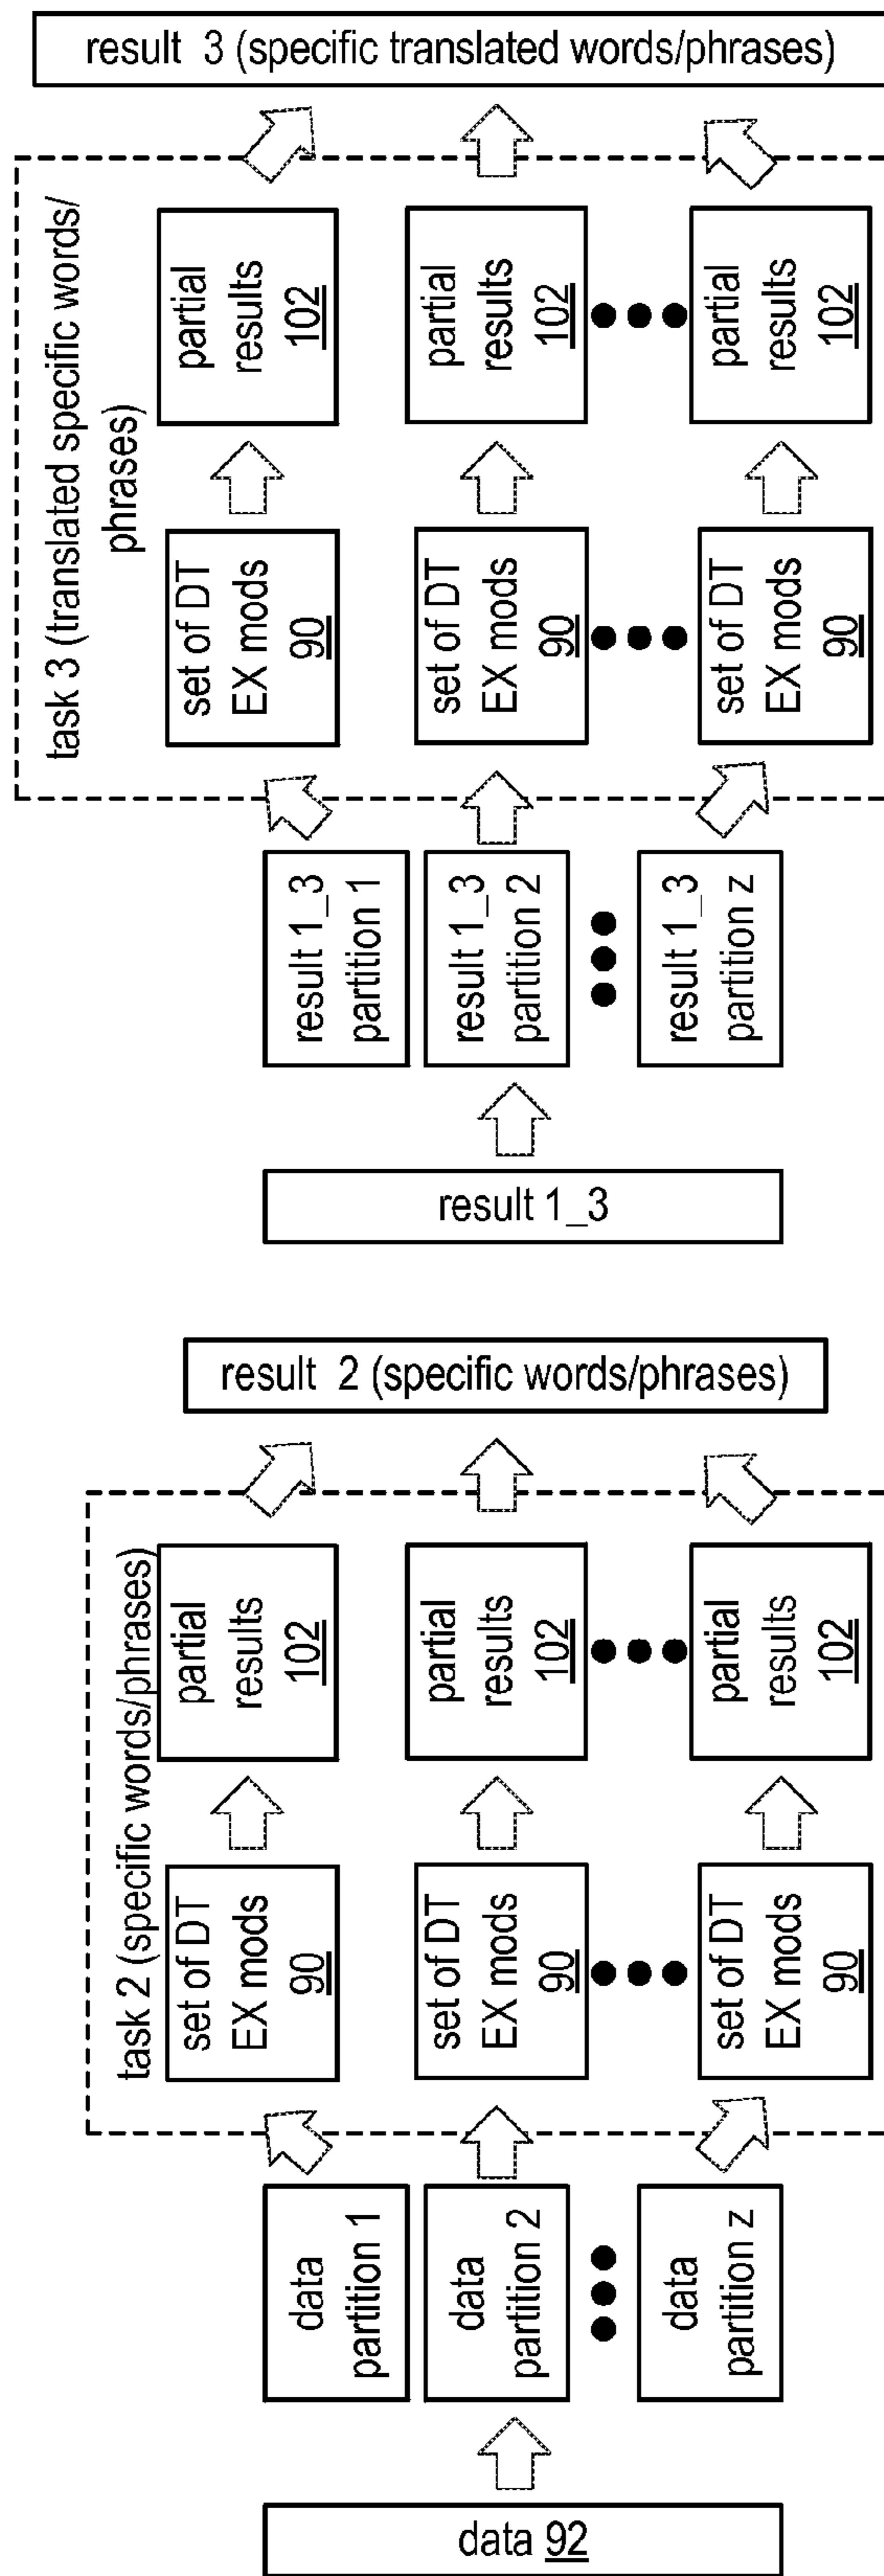 data 92
data
partition 1
data
partition 2
data
partition z
task 2 (specific words/phrases)
set of DT
EX mods
90
set of DT
EX mods
90
set of DT
EX mods
90
partial
results
102
partial
results
102
partial
results
102
result 2 (specific words/phrases)
result 1_3
result 1_3
partition 1
result 1_3
partition 2
result 1_3
partition z
task 3 (translated specific words/
phrases)
set of DT
EX mods
90
set of DT
EX mods
90
set of DT
EX mods
90
partial
results
102
partial
results
102
partial
results
102
result 3 (specific translated words/phrases)